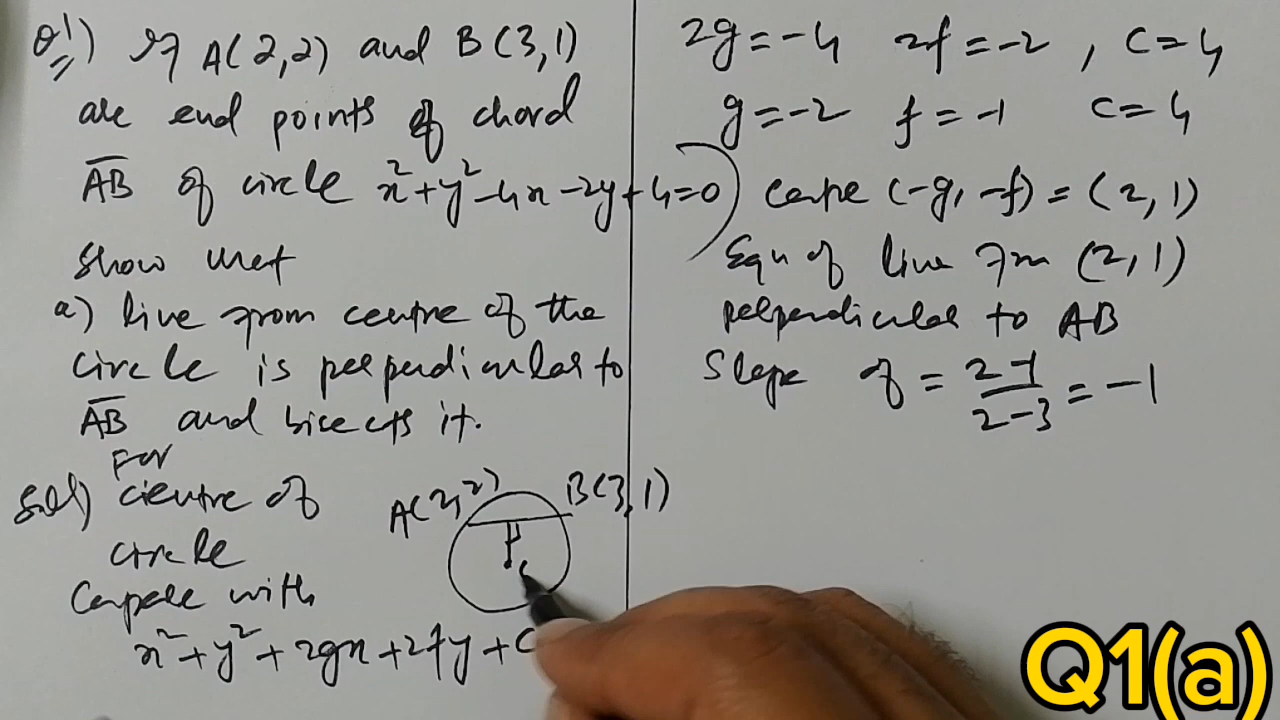 Q1) If A(2,2) and B(3,1)
are end points of chord
AB of circle x²+y²-4x-2y+4=0
Show that
a) line from centre of the
circle is perpendicular to
AB and bisects it.
Sol) For centre of
circle
Compare with
x²+y²+2gx+2fy+c
A(2,2) B(3,1)
2g=-4 2f=-2, c=4
g=-2 f=-1 c=4
centre (-g,-f)=(2,1)
Equ of line from (2,1)
perpendicular to AB
Slope of = 2-1/2-3 = -1
Q1(a)